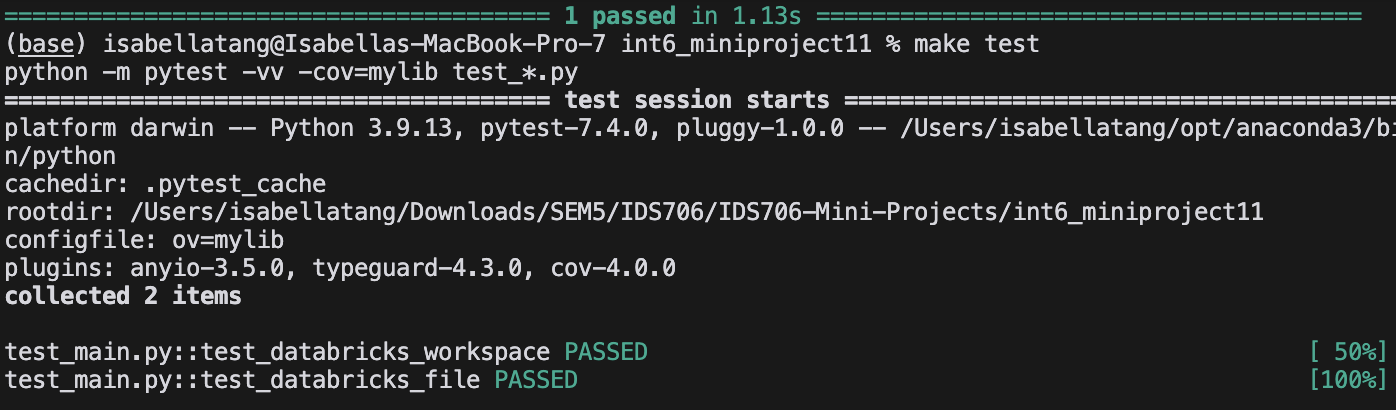 ======================================= 1 passed in 1.13s =======================================
(base) isabellatang@Isabellas-MacBook-Pro-7 int6_miniproject11 % make test
python -m pytest -vv -cov=mylib test_*.py
======================================= test session starts =======================================
platform darwin -- Python 3.9.13, pytest-7.4.0, pluggy-1.0.0 -- /Users/isabellatang/opt/anaconda3/bi
n/python
cachedir: .pytest_cache
rootdir: /Users/isabellatang/Downloads/SEM5/IDS706/IDS706-Mini-Projects/int6_miniproject11
configfile: ov=mylib
plugins: anyio-3.5.0, typeguard-4.3.0, cov-4.0.0
collected 2 items
test_main.py::test_databricks_workspace PASSED [ 50%]
test_main.py::test_databricks_file PASSED [100%]